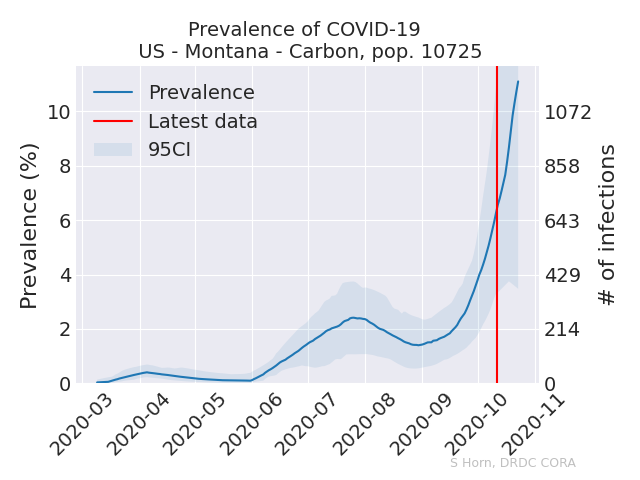 Prevalence of COVID-19
US - Montana - Carbon, pop. 10725
Prevalence
Latest data
95CI
Prevalence (%)
10
8
6
4
2
0
1072
858
643
429
214
0
# of infections
2020-03
2020-04
2020-05
2020-06
2020-07
2020-08
2020-09
2020-10
2020-11
S Horn, DRDC CORA